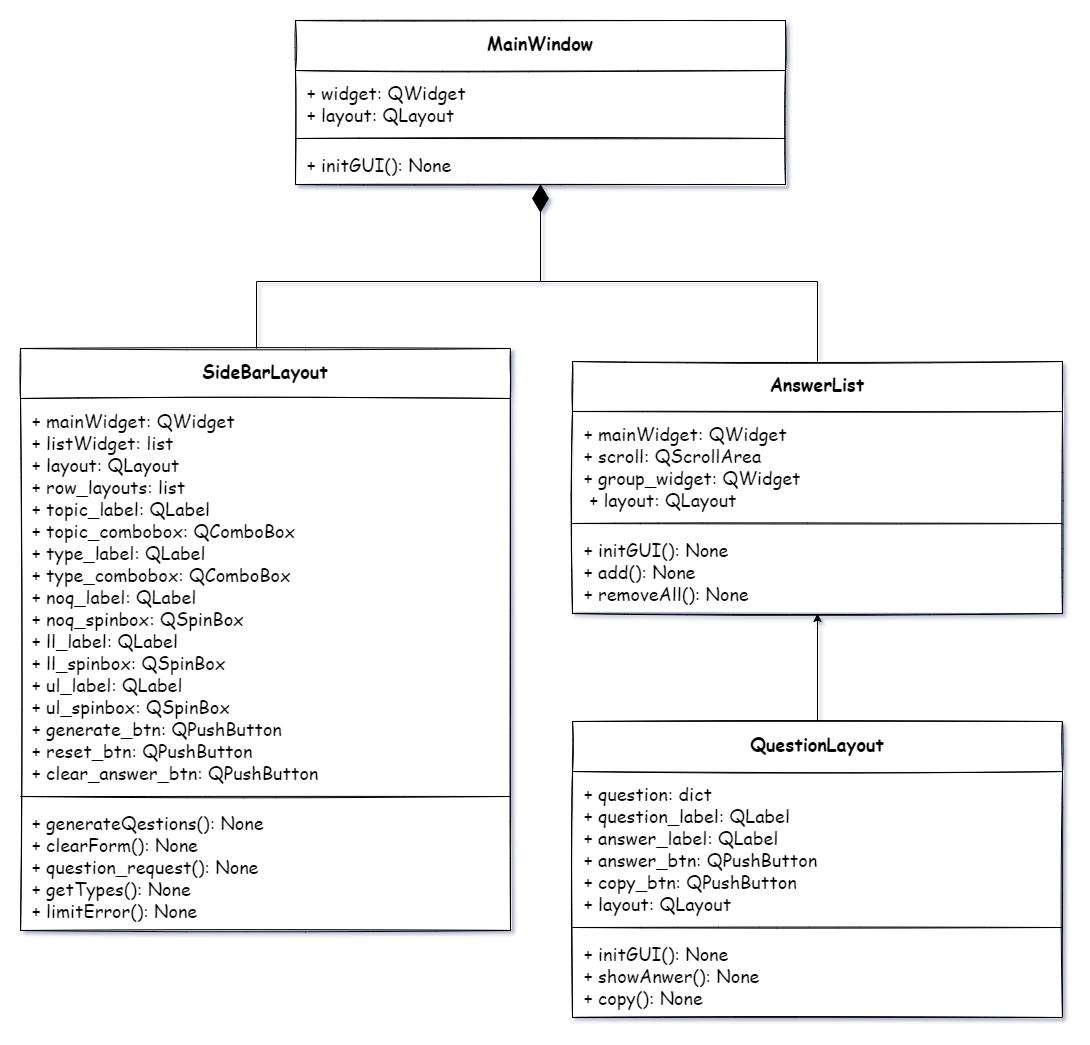 MainWindow
+ widget: QWidget
+ layout: QLayout
+ initGUI(): None
SideBarLayout
+ mainWidget: QWidget
+ listWidget: list
+ layout: QLayout
+ row_layouts: list
+ topic_label: QLabel
+ topic_combobox: QComboBox
+ type_label: QLabel
+ type_combobox: QComboBox
+ noq_label: QLabel
+ noq_spinbox: QSpinBox
+ ll_label: QLabel
+ ll_spinbox: QSpinBox
+ ul_label: QLabel
+ ul_spinbox: QSpinBox
+ generate_btn: QPushButton
+ reset_btn: QPushButton
+ clear_answer_btn: QPushButton
+ generateQestions(): None
+ clearForm(): None
+ question_request(): None
+ getTypes(): None
+ limitError(): None
AnswerList
+ mainWidget: QWidget
+ scroll: QScrollArea
+ group_widget: QWidget
+ layout: QLayout
+ initGUI(): None
+ add(): None
+ removeAll(): None
QuestionLayout
+ question: dict
+ question_label: QLabel
+ answer_label: QLabel
+ answer_btn: QPushButton
+ copy_btn: QPushButton
+ layout: QLayout
+ initGUI(): None
+ showAnwer(): None
+ copy(): None